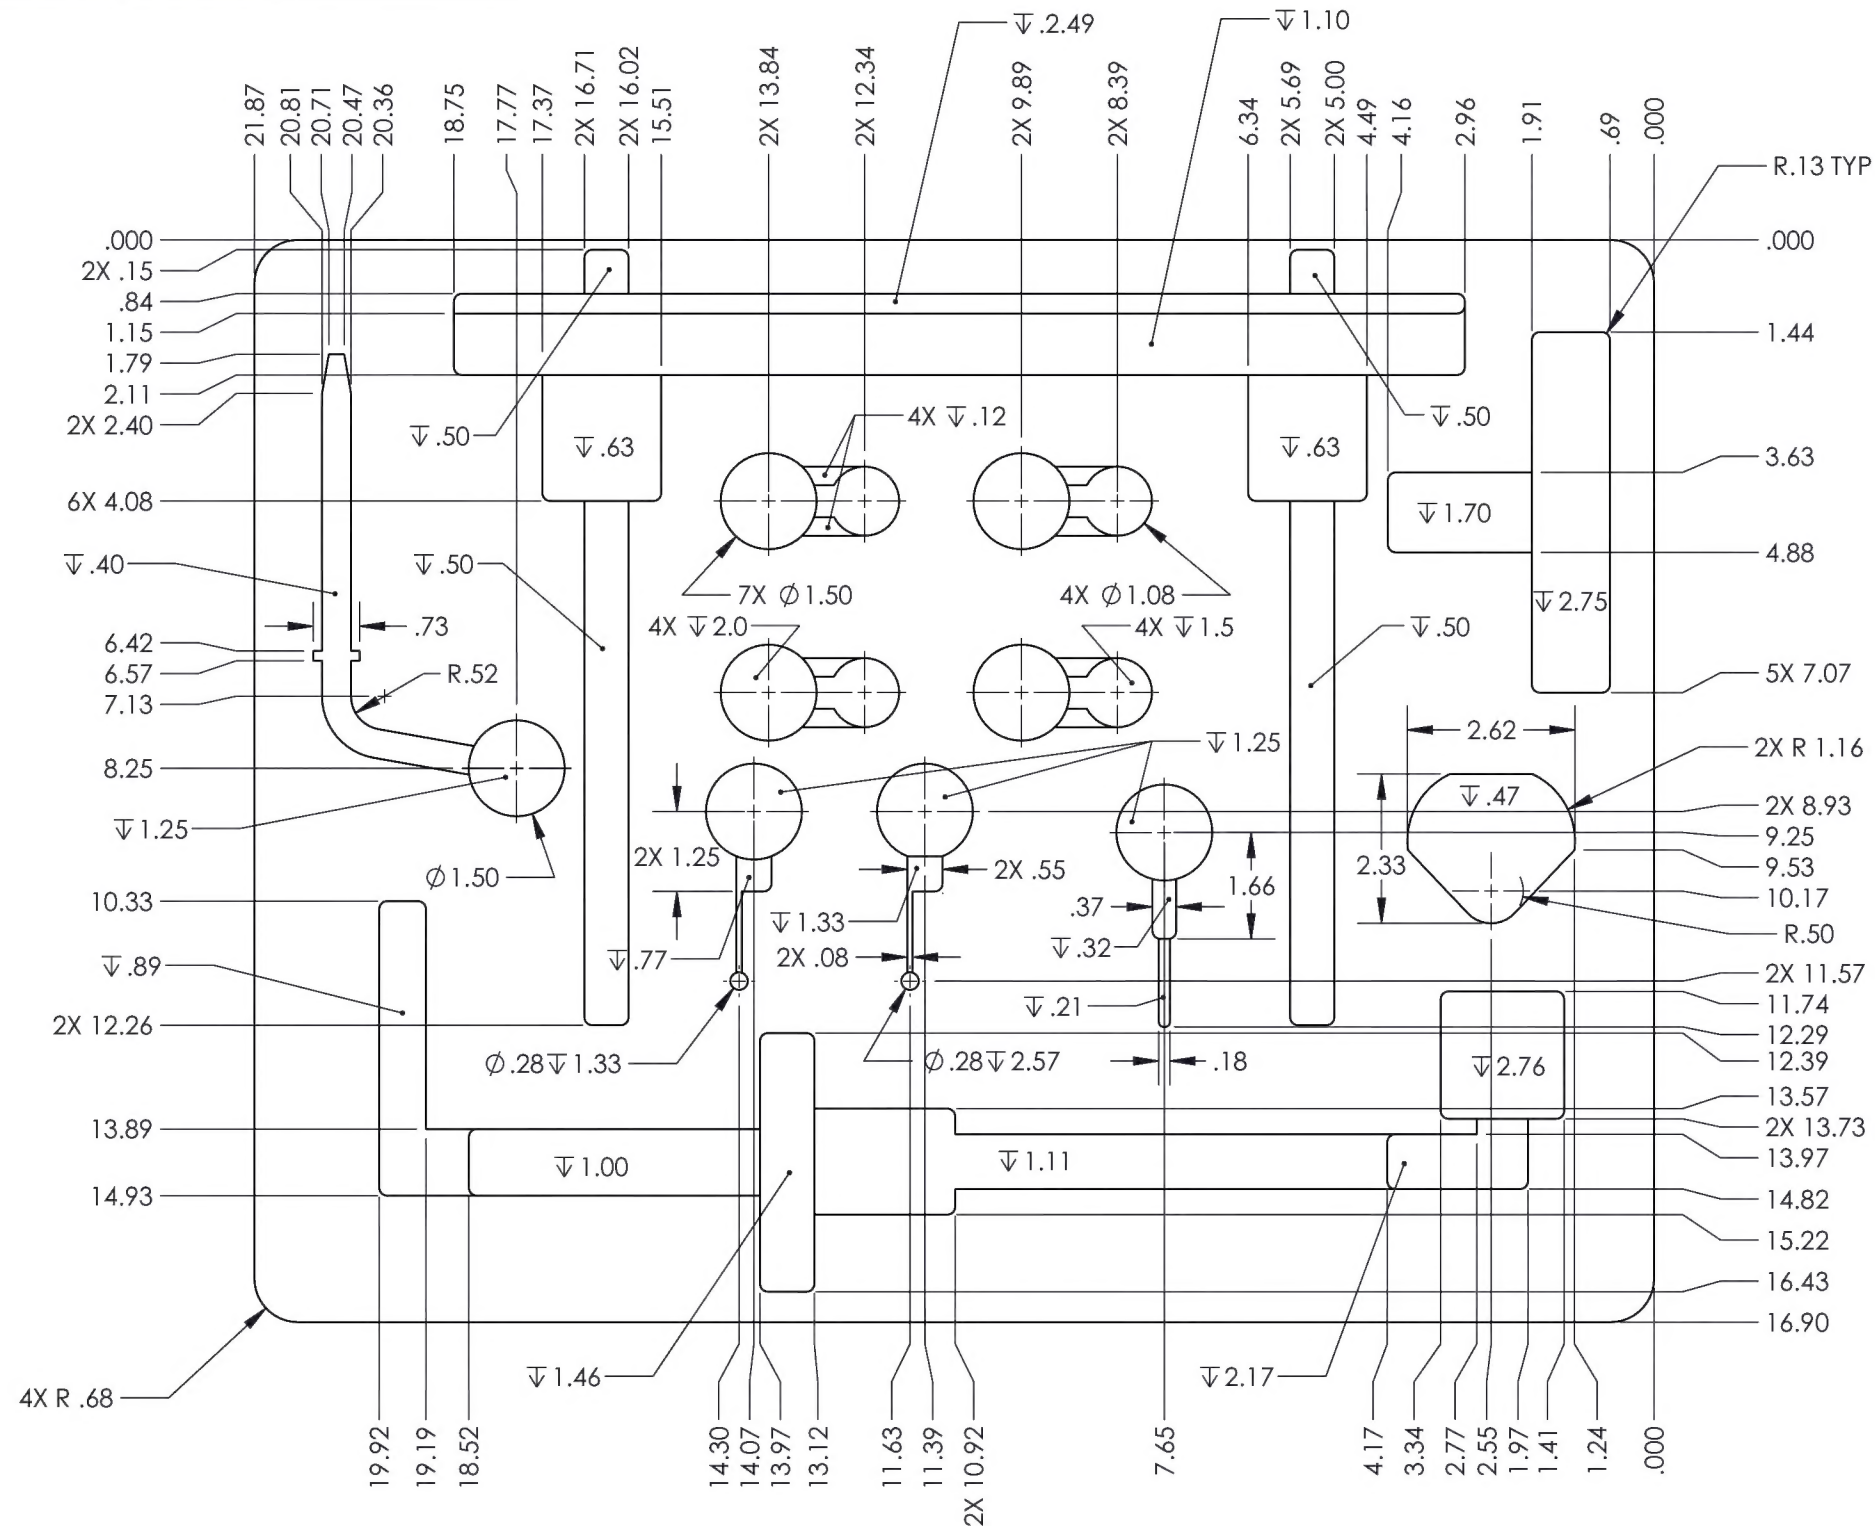 ↧ .2.49
↧ 1.10
21.87
20.81
20.71
20.47
20.36
18.75
17.77
17.37
2X 16.71
2X 16.02
15.51
2X 13.84
2X 12.34
2X 9.89
2X 8.39
6.34
2X 5.69
2X 5.00
4.49
4.16
2.96
1.91
.69
.000
R.13 TYP
.000
2X .15
.84
1.15
1.79
2.11
2X 2.40
6X 4.08
↧ .40
6.42
6.57
7.13
8.25
↧ 1.25
10.33
↧ .89
2X 12.26
13.89
14.93
4X R .68
.000
1.44
3.63
4.88
5X 7.07
2X R 1.16
2X 8.93
9.25
9.53
10.17
R.50
2X 11.57
11.74
12.29
12.39
13.57
2X 13.73
13.97
14.82
15.22
16.43
16.90
↧ .50
↧ .63
4X ↧ .12
↧ .63
↧ .50
↧ 1.70
↧ .50
7X ∅ 1.50
4X ∅ 1.08
↧ 2.75
.73
4X ↧ 2.0
4X ↧ 1.5
↧ .50
R.52
2.62
↧ 1.25
↧ .47
2X 1.25
2.33
∅ 1.50
2X .55
1.66
.37
↧ 1.33
↧ .32
↧ .77
2X .08
↧ .21
∅ .28 ↧ 1.33
∅ .28 ↧ 2.57
.18
↧ 2.76
↧ 1.00
↧ 1.11
↧ 1.46
↧ 2.17
19.92
19.19
18.52
14.30
14.07
13.97
13.12
11.63
11.39
2X 10.92
7.65
4.17
3.34
2.77
2.55
1.97
1.41
1.24
.000